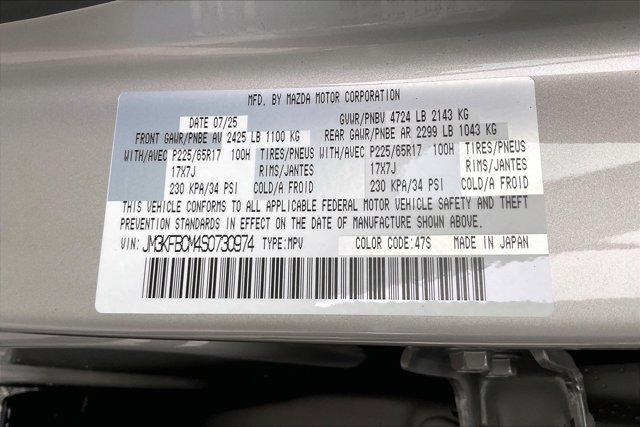 MFD. BY MAZDA MOTOR CORPORATION
DATE 07/25 GVWR/PNBV 4724 LB 2143 KG
FRONT GAWR/PNBE AV 2425 LB 1100 KG REAR GAWR/PNBE AR 2299 LB 1043 KG
WITH/AVEC P225/65R17 100H TIRES/PNEUS WITH/AVEC P225/65R17 100H TIRES/PNEUS
17X7J RIMS/JANTES 17X7J RIMS/JANTES
230 KPA/34 PSI COLD/A FROID 230 KPA/34 PSI COLD/A FROID
THIS VEHICLE CONFORMS TO ALL APPLICABLE FEDERAL MOTOR VEHICLE SAFETY AND THEFT
PREVENTION STANDARDS IN EFFECT ON THE DATE OF MANUFACTURE SHOWN ABOVE.
VIN: JM3KFBCM4S0730974 TYPE:MPV COLOR CODE:47S MADE IN JAPAN